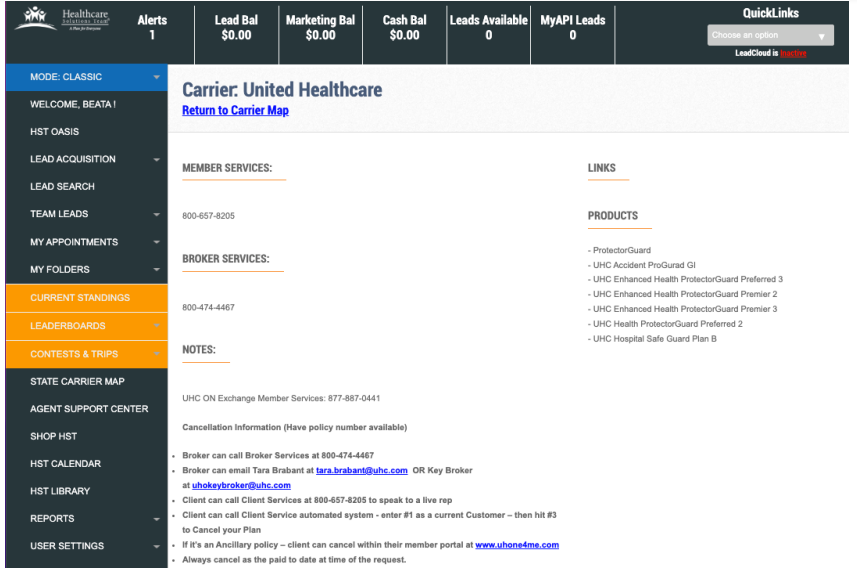 Healthcare
Solutions Team
A Plan for Everyone
Alerts
1
Lead Bal
$0.00
Marketing Bal
$0.00
Cash Bal
$0.00
Leads Available
0
MyAPI Leads
0
QuickLinks
Choose an option
LeadCloud is Inactive
MODE: CLASSIC
WELCOME, BEATA !
HST OASIS
LEAD ACQUISITION
LEAD SEARCH
TEAM LEADS
MY APPOINTMENTS
MY FOLDERS
CURRENT STANDINGS
LEADERBOARDS
CONTESTS & TRIPS
STATE CARRIER MAP
AGENT SUPPORT CENTER
SHOP HST
HST CALENDAR
HST LIBRARY
REPORTS
USER SETTINGS
Carrier: United Healthcare
Return to Carrier Map
MEMBER SERVICES:
800-657-8205
BROKER SERVICES:
800-474-4467
NOTES:
UHC ON Exchange Member Services: 877-887-0441
Cancellation Information (Have policy number available)
• Broker can call Broker Services at 800-474-4467
• Broker can email Tara Brabant at tara.brabant@uhc.com OR Key Broker
at uhokeybroker@uhc.com
• Client can call Client Services at 800-657-8205 to speak to a live rep
• Client can call Client Service automated system - enter #1 as a current Customer – then hit #3
to Cancel your Plan
• If it's an Ancillary policy – client can cancel within their member portal at www.uhone4me.com
• Always cancel as the paid to date at time of the request.
LINKS
PRODUCTS
- ProtectorGuard
- UHC Accident ProGurad GI
- UHC Enhanced Health ProtectorGuard Preferred 3
- UHC Enhanced Health ProtectorGuard Premier 2
- UHC Enhanced Health ProtectorGuard Premier 3
- UHC Health ProtectorGuard Preferred 2
- UHC Hospital Safe Guard Plan B